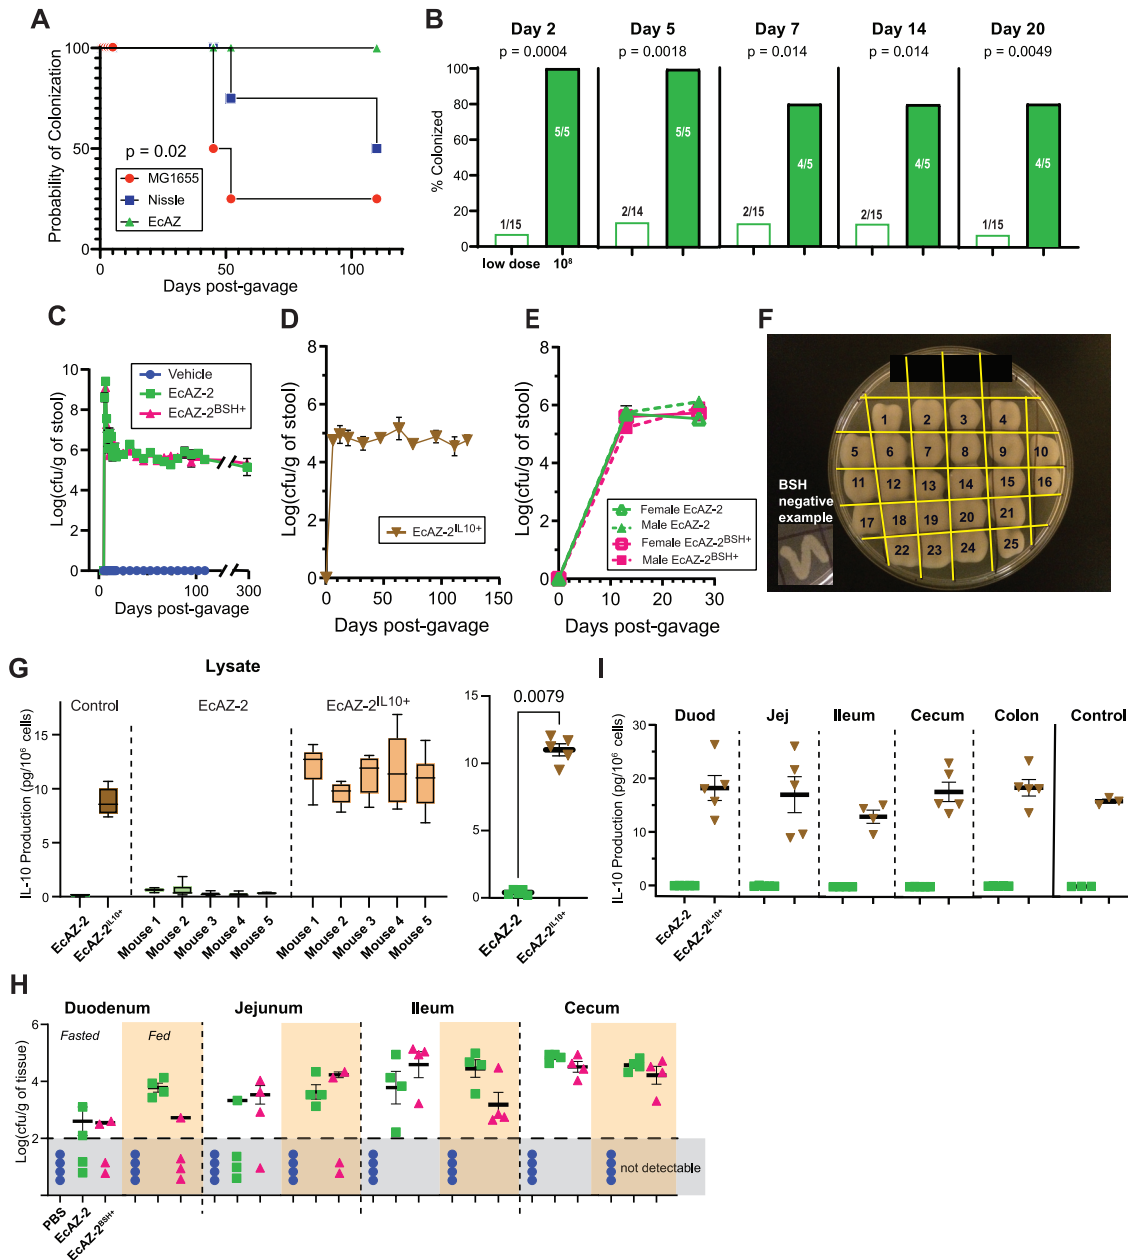 A
Probability of Colonization
100
50
0
p = 0.02
MG1655
Nissle
EcAZ
0 50 100
Days post-gavage
B
Day 2 Day 5 Day 7 Day 14 Day 20
p = 0.0004 p = 0.0018 p = 0.014 p = 0.014 p = 0.0049
% Colonized
100
80
60
40
20
0
1/15 5/5 2/14 5/5 2/15 4/5 2/15 4/5 1/15 4/5
low dose 10⁸
C
Log(cfu/g of stool)
10
8
6
4
2
0
Vehicle
EcAZ-2
EcAZ-2BSH+
0 100 300
Days post-gavage
D
Log(cfu/g of stool)
8
6
4
2
0
EcAZ-2IL10+
0 50 100 150
Days post-gavage
E
Log(cfu/g of stool)
8
6
4
2
0
Female EcAZ-2
Male EcAZ-2
Female EcAZ-2BSH+
Male EcAZ-2BSH+
0 10 20 30
Days post-gavage
F
1 2 3 4
5 6 7 8 9 10
11 12 13 14 15 16
17 18 19 20 21
22 23 24 25
BSH
negative
example
G
Lysate
Control EcAZ-2 EcAZ-2IL10+
IL-10 Production (pg/10⁶ cells)
15
10
5
0
EcAZ-2 EcAZ-2IL10+ Mouse 1 Mouse 2 Mouse 3 Mouse 4 Mouse 5 Mouse 1 Mouse 2 Mouse 3 Mouse 4 Mouse 5
0.0079
15
10
5
0
EcAZ-2 EcAZ-2IL10+
I
Duod Jej Ileum Cecum Colon Control
IL-10 Production (pg/10⁶ cells)
30
20
10
0
EcAZ-2 EcAZ-2IL10+
H
Duodenum Jejunum Ileum Cecum
Fasted Fed
Log(cfu/g of tissue)
6
4
2
not detectable
PBS EcAZ-2 EcAZ-2BSH+